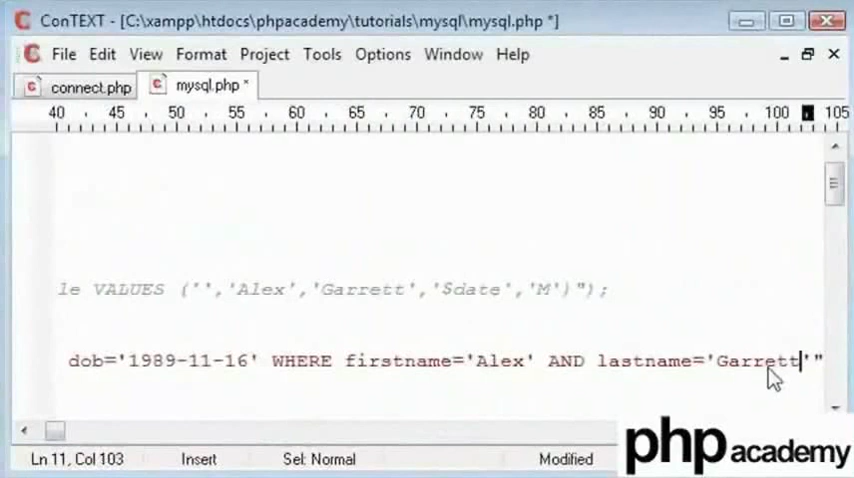 ConTEXT - [C:\xampp\htdocs\phpacademy\tutorials\mysql\mysql.php *]
File Edit View Format Project Tools Options Window Help
connect.php mysql.php *
40 45 50 55 60 65 70 75 80 85 90 95 100 105
le VALUES ('','Alex','Garrett','$date','M')");
dob='1989-11-16' WHERE firstname='Alex' AND lastname='Garrett'"
Ln 11, Col 103 Insert Sel: Normal Modified
php academy